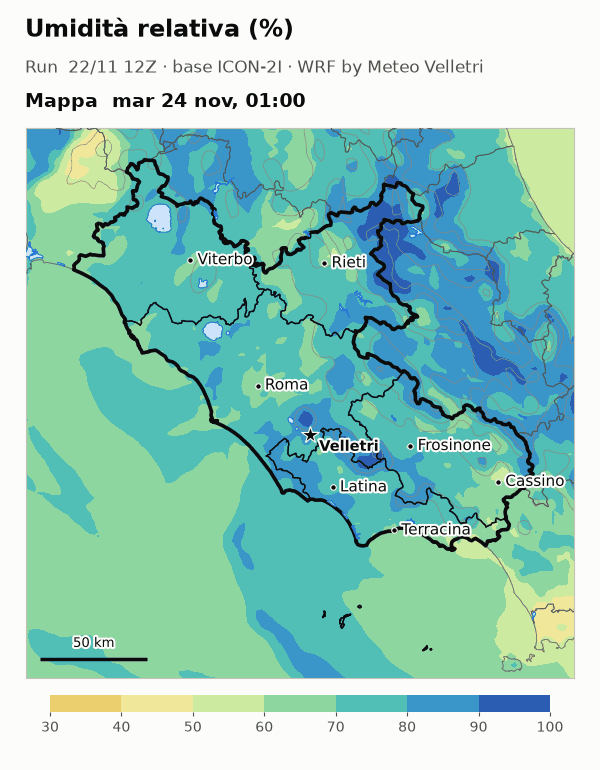 Umidità relativa (%)
Run  22/11 12Z · base ICON-2I · WRF by Meteo Velletri
Mappa  mar 24 nov, 01:00
Viterbo
Rieti
Roma
Velletri
Frosinone
Cassino
Latina
Terracina
50 km
30 40 50 60 70 80 90 100